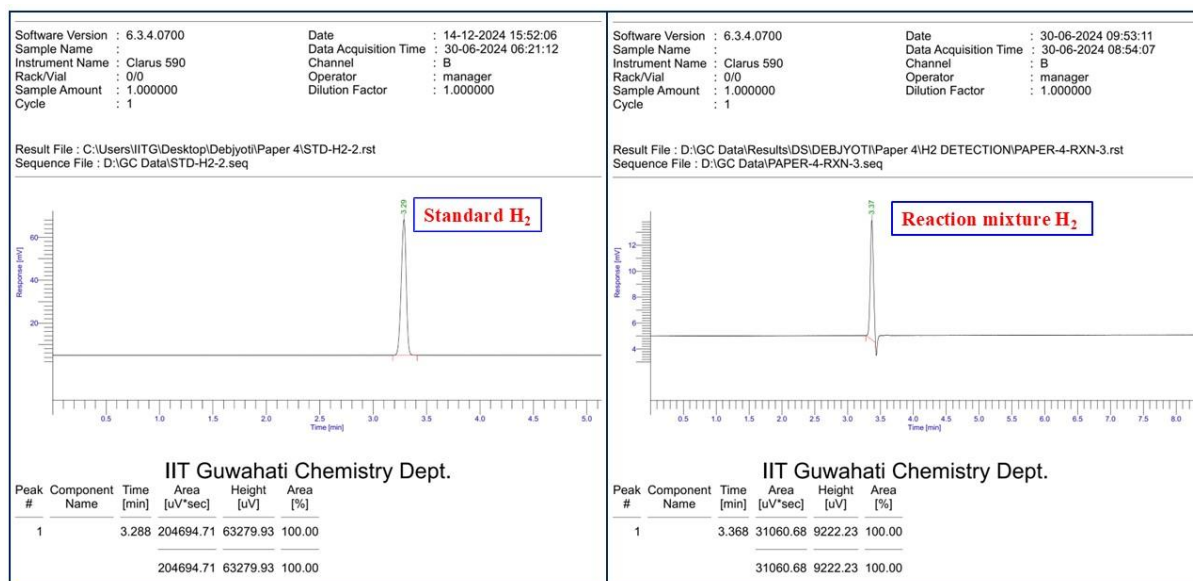 Software Version : 6.3.4.0700 Date : 14-12-2024 15:52:06
Sample Name : Data Acquisition Time : 30-06-2024 06:21:12
Instrument Name : Clarus 590 Channel : B
Rack/Vial : 0/0 Operator : manager
Sample Amount : 1.000000 Dilution Factor : 1.000000
Cycle : 1
Result File : C:\Users\IITG\Desktop\Debjyoti\Paper 4\STD-H2-2.rst
Sequence File : D:\GC Data\STD-H2-2.seq
3.29
Standard H₂
Response [mV]
60
40
20
0.5 1.0 1.5 2.0 2.5 3.0 3.5 4.0 4.5 5.0
Time [min]
IIT Guwahati Chemistry Dept.
Peak Component Time Area Height Area
# Name [min] [uV*sec] [uV] [%]
1 3.288 204694.71 63279.93 100.00
204694.71 63279.93 100.00
Software Version : 6.3.4.0700 Date : 30-06-2024 09:53:11
Sample Name : Data Acquisition Time : 30-06-2024 08:54:07
Instrument Name : Clarus 590 Channel : B
Rack/Vial : 0/0 Operator : manager
Sample Amount : 1.000000 Dilution Factor : 1.000000
Cycle : 1
Result File : D:\GC Data\Results\DS\DEBJYOTI\Paper 4\H2 DETECTION\PAPER-4-RXN-3.rst
Sequence File : D:\GC Data\PAPER-4-RXN-3.seq
3.37
Reaction mixture H₂
Response [mV]
12
10
8
6
4
0.5 1.0 1.5 2.0 2.5 3.0 3.5 4.0 4.5 5.0 5.5 6.0 6.5 7.0 7.5 8.0
Time [min]
IIT Guwahati Chemistry Dept.
Peak Component Time Area Height Area
# Name [min] [uV*sec] [uV] [%]
1 3.368 31060.68 9222.23 100.00
31060.68 9222.23 100.00